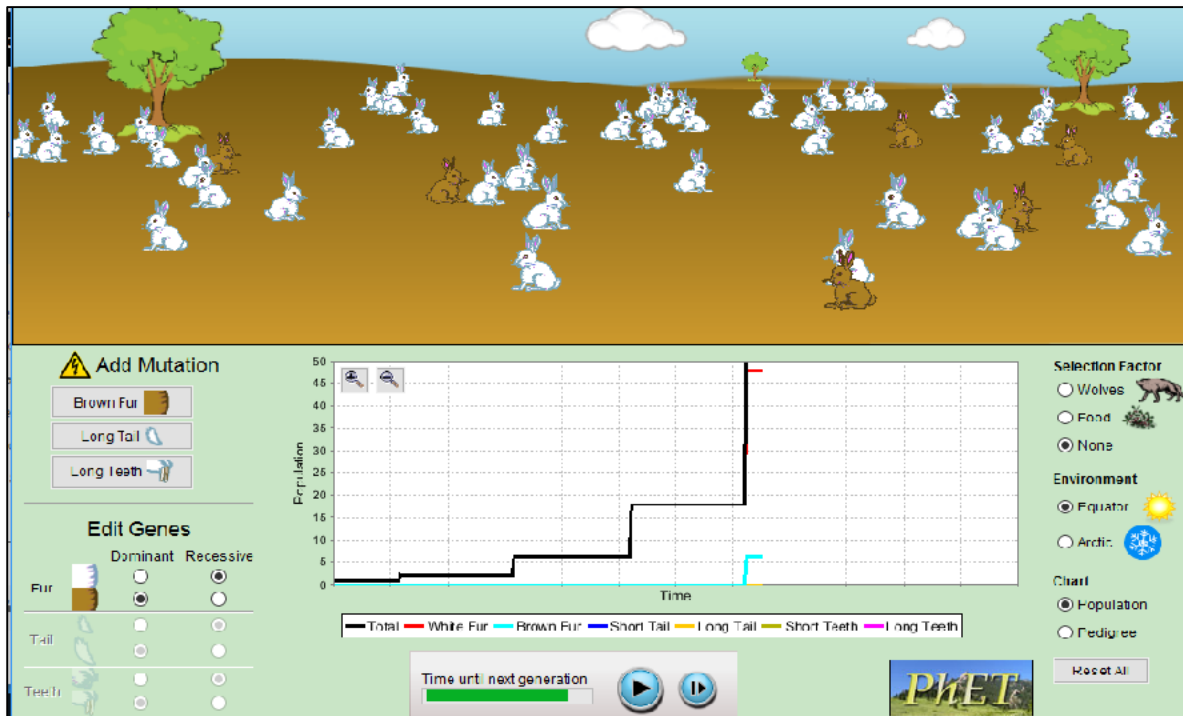 Add Mutation
Brown Fur
Long Tail
Long Teeth
Edit Genes
Dominant Recessive
Fur
Tail
Teeth
50
45
40
35
30
25
20
15
10
5
0
Population
Time
Total White Fur Brown Fur Short Tail Long Tail Short Teeth Long Teeth
Time until next generation
PhET
Selection Factor
Wolves
Food
None
Environment
Equator
Arctic
Chart
Population
Pedigree
Reset All